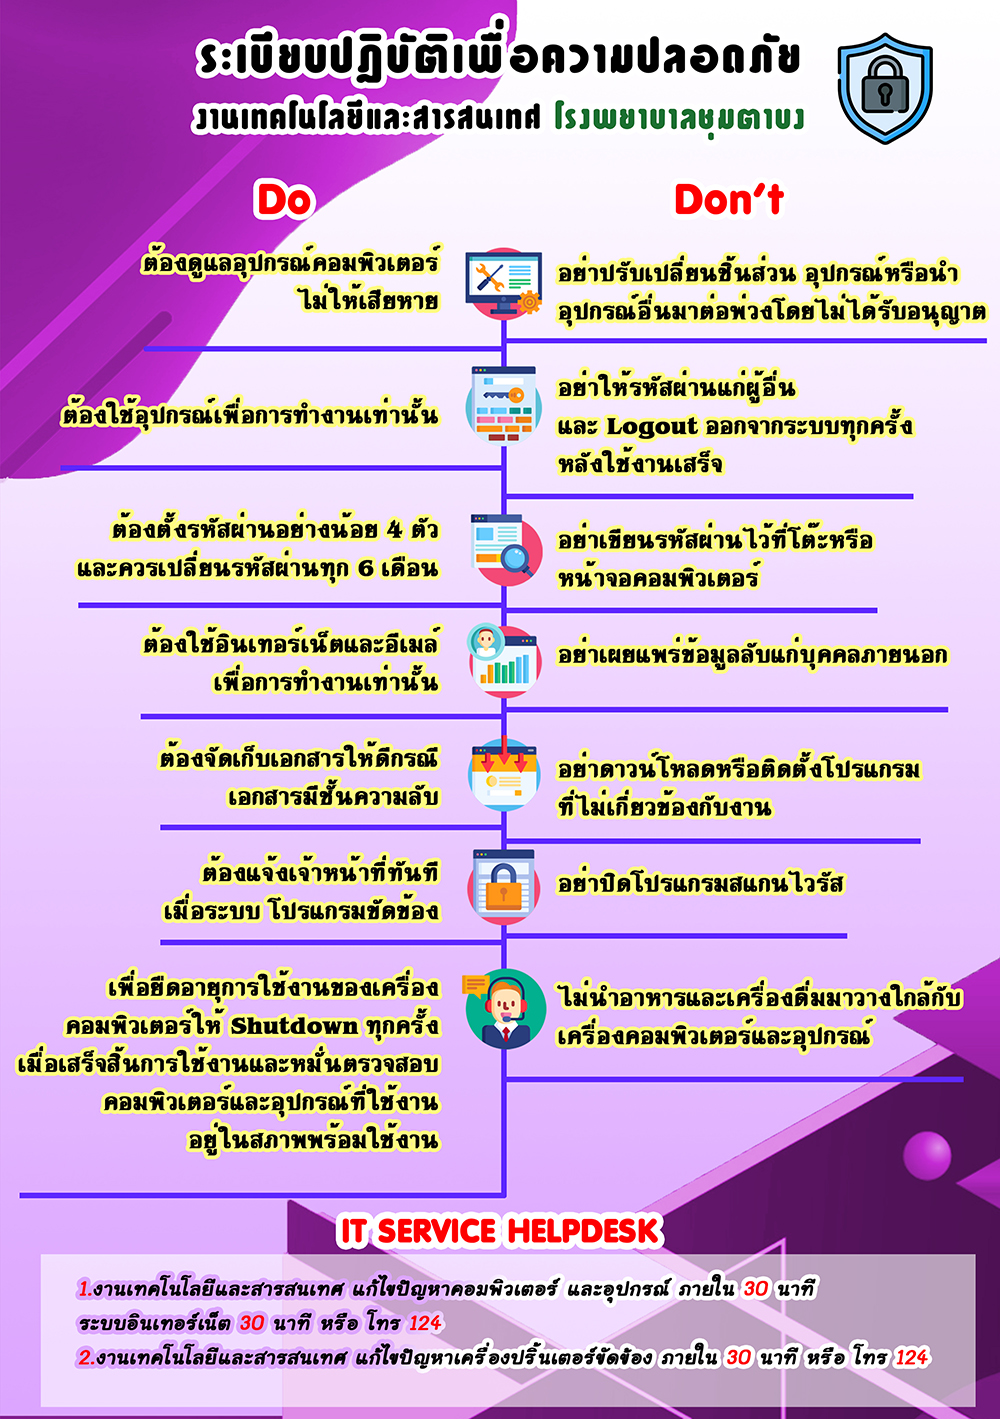 ระเบียบปฏิบัติเพื่อความปลอดภัย
งานเทคโนโลยีและสารสนเทศ โรงพยาบาลชุมตาบง
Do
ต้องดูแลอุปกรณ์คอมพิวเตอร์
ไม่ให้เสียหาย
ต้องใช้อุปกรณ์เพื่อการทำงานเท่านั้น
ต้องตั้งรหัสผ่านอย่างน้อย 4 ตัว
และควรเปลี่ยนรหัสผ่านทุก 6 เดือน
ต้องใช้อินเทอร์เน็ตและอีเมล์
เพื่อการทำงานเท่านั้น
ต้องจัดเก็บเอกสารให้ดีกรณี
เอกสารมีชั้นความลับ
ต้องแจ้งเจ้าหน้าที่ทันที
เมื่อระบบ โปรแกรมขัดข้อง
เพื่อยืดอายุการใช้งานของเครื่อง
คอมพิวเตอร์ให้ Shutdown ทุกครั้ง
เมื่อเสร็จสิ้นการใช้งานและหมั่นตรวจสอบ
คอมพิวเตอร์และอุปกรณ์ที่ใช้งาน
อยู่ในสภาพพร้อมใช้งาน
Don't
อย่าปรับเปลี่ยนชิ้นส่วน อุปกรณ์หรือนำ
อุปกรณ์อื่นมาต่อพ่วงโดยไม่ได้รับอนุญาต
อย่าให้รหัสผ่านแก่ผู้อื่น
และ Logout ออกจากระบบทุกครั้ง
หลังใช้งานเสร็จ
อย่าเขียนรหัสผ่านไว้ที่โต๊ะหรือ
หน้าจอคอมพิวเตอร์
อย่าเผยแพร่ข้อมูลลับแก่บุคคลภายนอก
อย่าดาวน์โหลดหรือติดตั้งโปรแกรม
ที่ไม่เกี่ยวข้องกับงาน
อย่าปิดโปรแกรมสแกนไวรัส
ไม่นำอาหารและเครื่องดื่มมาวางใกล้กับ
เครื่องคอมพิวเตอร์และอุปกรณ์
IT SERVICE HELPDESK
1.งานเทคโนโลยีและสารสนเทศ แก้ไขปัญหาคอมพิวเตอร์ และอุปกรณ์ ภายใน 30 นาที
ระบบอินเทอร์เน็ต 30 นาที หรือ โทร 124
2.งานเทคโนโลยีและสารสนเทศ แก้ไขปัญหาเครื่องปริ้นเตอร์ขัดข้อง ภายใน 30 นาที หรือ โทร 124